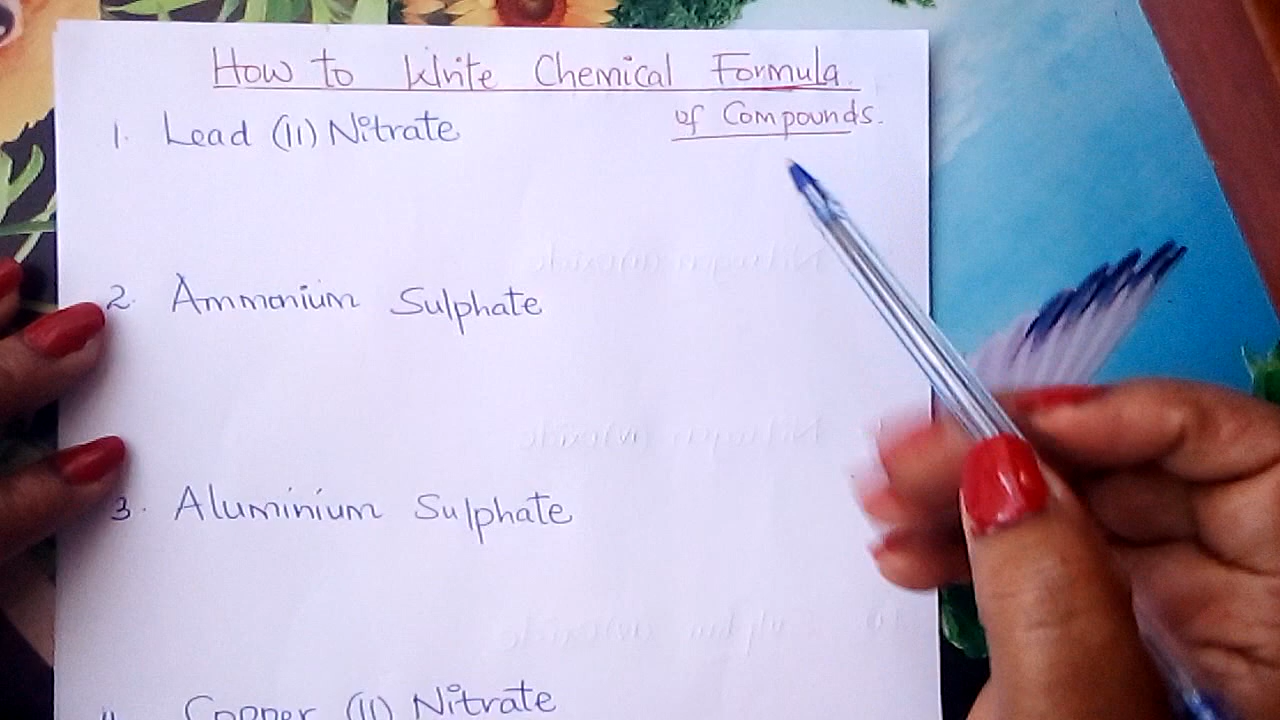 How to Write Chemical Formula
of Compounds.
1. Lead (II) Nitrate
2. Ammonium Sulphate
3. Aluminium Sulphate
4. Copper (II) Nitrate